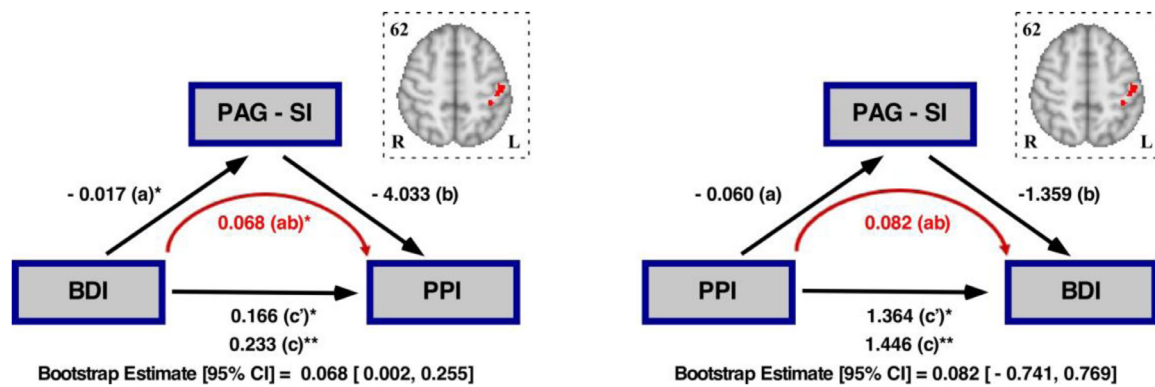 62
R
L
PAG - SI
- 0.017 (a)*
- 4.033 (b)
0.068 (ab)*
BDI
PPI
0.166 (c')*
0.233 (c)**
Bootstrap Estimate [95% CI] = 0.068 [ 0.002, 0.255]
62
R
L
PAG - SI
- 0.060 (a)
-1.359 (b)
0.082 (ab)
PPI
BDI
1.364 (c')*
1.446 (c)**
Bootstrap Estimate [95% CI] = 0.082 [ - 0.741, 0.769]